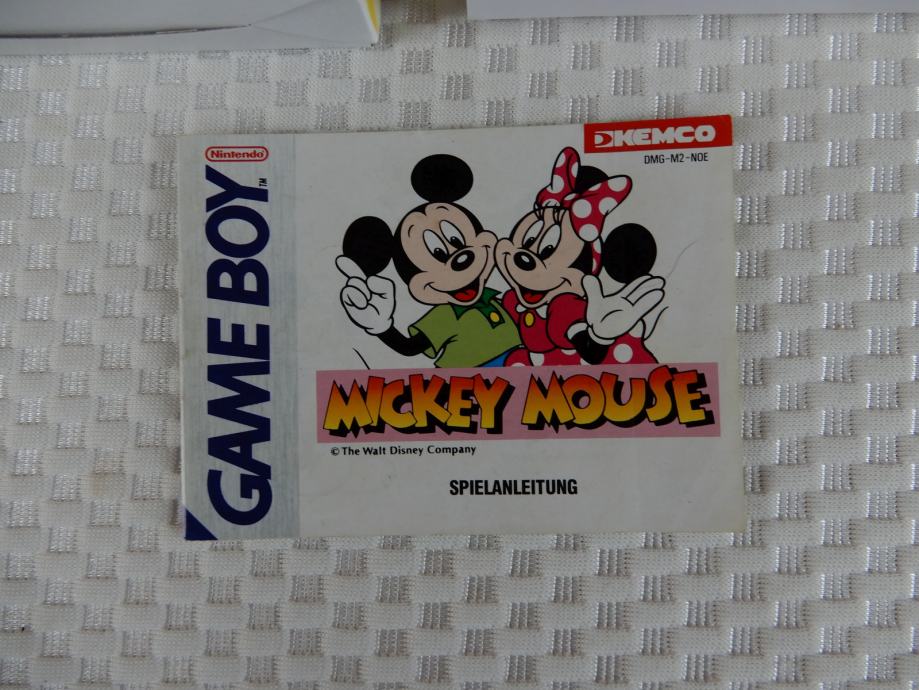 Nintendo
GAME BOY™
KEMCO
DMG-M2-NOE
MICKEY MOUSE
© The Walt Disney Company
SPIELANLEITUNG